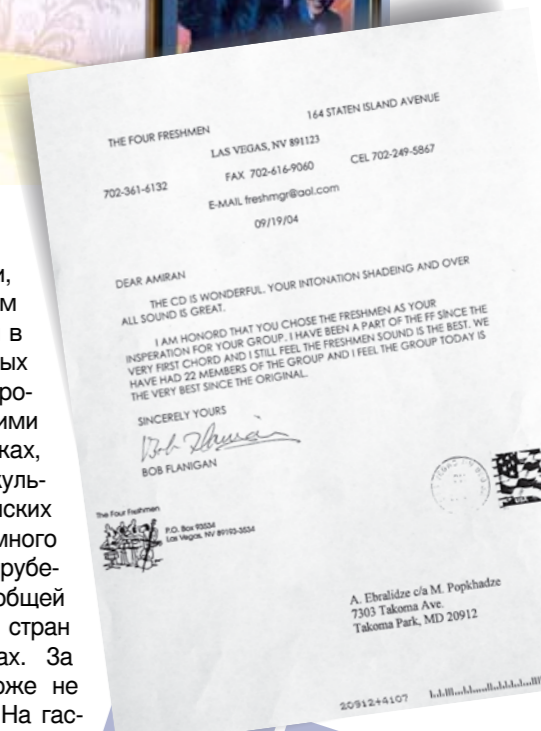 THE FOUR FRESHMEN
164 STATEN ISLAND AVENUE
LAS VEGAS, NV 891123
702-361-6132
FAX 702-616-9060
CEL 702-249-5867
E-MAIL freshmgr@aol.com
09/19/04
DEAR AMIRAN
THE CD IS WONDERFUL. YOUR INTONATION SHADEING AND OVER
ALL SOUND IS GREAT.
I AM HONORD THAT YOU CHOSE THE FRESHMEN AS YOUR
INSPERATION FOR YOUR GROUP. I HAVE BEEN A PART OF THE FF SINCE THE
VERY FIRST CHORD AND I STILL FEEL THE FRESHMEN SOUND IS THE BEST. WE
HAVE HAD 22 MEMBERS OF THE GROUP AND I FEEL THE GROUP TODAY IS
THE VERY BEST SINCE THE ORIGINAL.
SINCERELY YOURS
Bob Flanigan
BOB FLANIGAN
The Four Freshmen
P.O. Box 93534
Las Vegas, NV 89193-3534
A. Ebralidze c/a M. Popkhadze
7303 Takoma Ave.
Takoma Park, MD 20912
20912+4107
и,
м
в
ых
ро-
ими
ках,
куль-
нских
много
рубе-
общей
стран
ах. За
оже не
На гас-